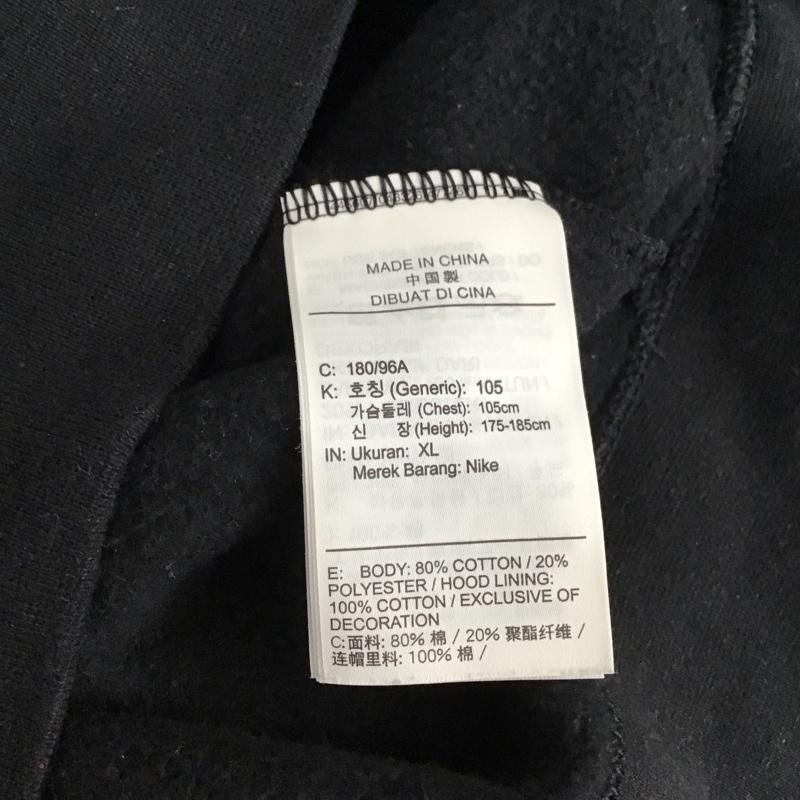 MADE IN CHINA
中国製
DIBUAT DI CINA
C: 180/96A
K: 호칭 (Generic): 105
가슴둘레 (Chest): 105cm
신 장 (Height): 175-185cm
IN: Ukuran: XL
Merek Barang: Nike
E: BODY: 80% COTTON / 20%
POLYESTER / HOOD LINING:
100% COTTON / EXCLUSIVE OF
DECORATION
C:面料: 80% 棉 / 20% 聚酯纤维 /
连帽里料: 100% 棉 /